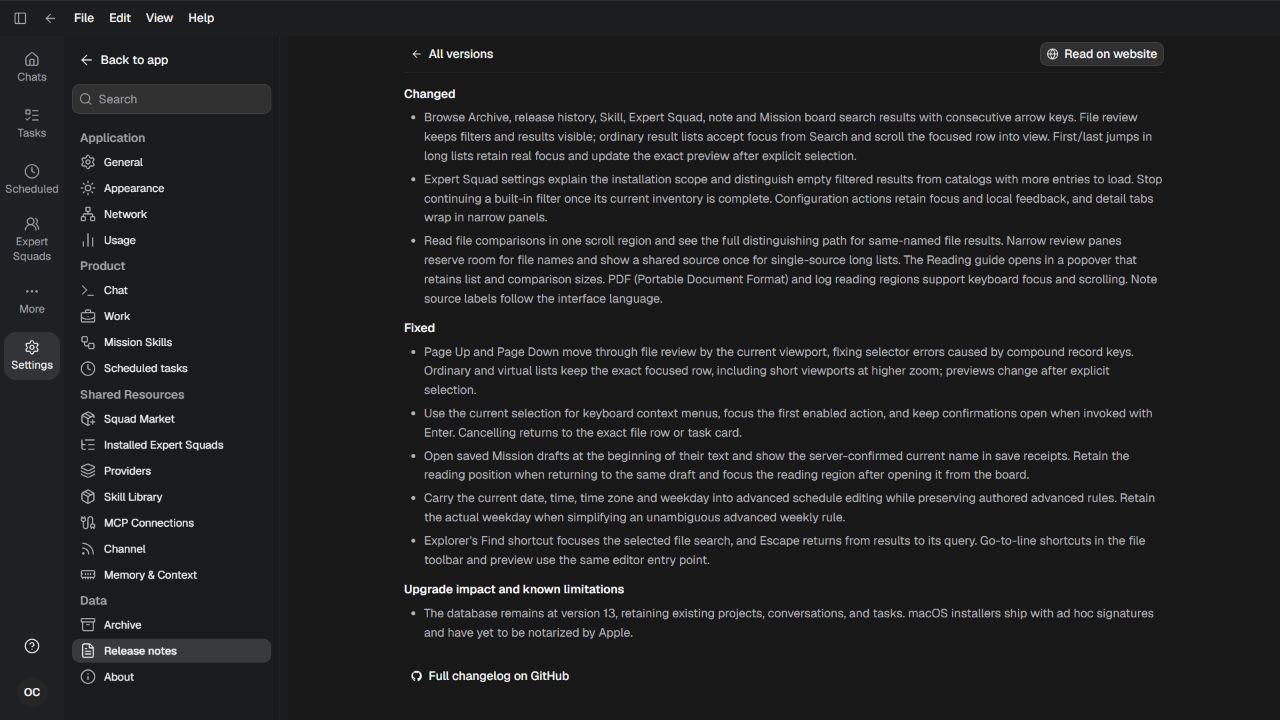 File Edit View Help
Chats
Tasks
Scheduled
Expert
Squads
More
Settings
OC
Back to app
Search
Application
General
Appearance
Network
Usage
Product
Chat
Work
Mission Skills
Scheduled tasks
Shared Resources
Squad Market
Installed Expert Squads
Providers
Skill Library
MCP Connections
Channel
Memory & Context
Data
Archive
Release notes
About
All versions
Read on website
Changed
Browse Archive, release history, Skill, Expert Squad, note and Mission board search results with consecutive arrow keys. File review
keeps filters and results visible; ordinary result lists accept focus from Search and scroll the focused row into view. First/last jumps in
long lists retain real focus and update the exact preview after explicit selection.
Expert Squad settings explain the installation scope and distinguish empty filtered results from catalogs with more entries to load. Stop
continuing a built-in filter once its current inventory is complete. Configuration actions retain focus and local feedback, and detail tabs
wrap in narrow panels.
Read file comparisons in one scroll region and see the full distinguishing path for same-named file results. Narrow review panes
reserve room for file names and show a shared source once for single-source long lists. The Reading guide opens in a popover that
retains list and comparison sizes. PDF (Portable Document Format) and log reading regions support keyboard focus and scrolling. Note
source labels follow the interface language.
Fixed
Page Up and Page Down move through file review by the current viewport, fixing selector errors caused by compound record keys.
Ordinary and virtual lists keep the exact focused row, including short viewports at higher zoom; previews change after explicit
selection.
Use the current selection for keyboard context menus, focus the first enabled action, and keep confirmations open when invoked with
Enter. Cancelling returns to the exact file row or task card.
Open saved Mission drafts at the beginning of their text and show the server-confirmed current name in save receipts. Retain the
reading position when returning to the same draft and focus the reading region after opening it from the board.
Carry the current date, time, time zone and weekday into advanced schedule editing while preserving authored advanced rules. Retain
the actual weekday when simplifying an unambiguous advanced weekly rule.
Explorer's Find shortcut focuses the selected file search, and Escape returns from results to its query. Go-to-line shortcuts in the file
toolbar and preview use the same editor entry point.
Upgrade impact and known limitations
The database remains at version 13, retaining existing projects, conversations, and tasks. macOS installers ship with ad hoc signatures
and have yet to be notarized by Apple.
Full changelog on GitHub